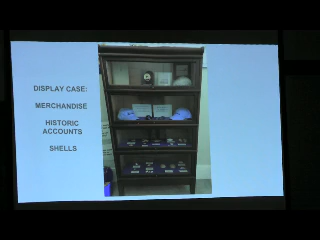 DISPLAY CASE:
MERCHANDISE
HISTORIC
ACCOUNTS
SHELLS